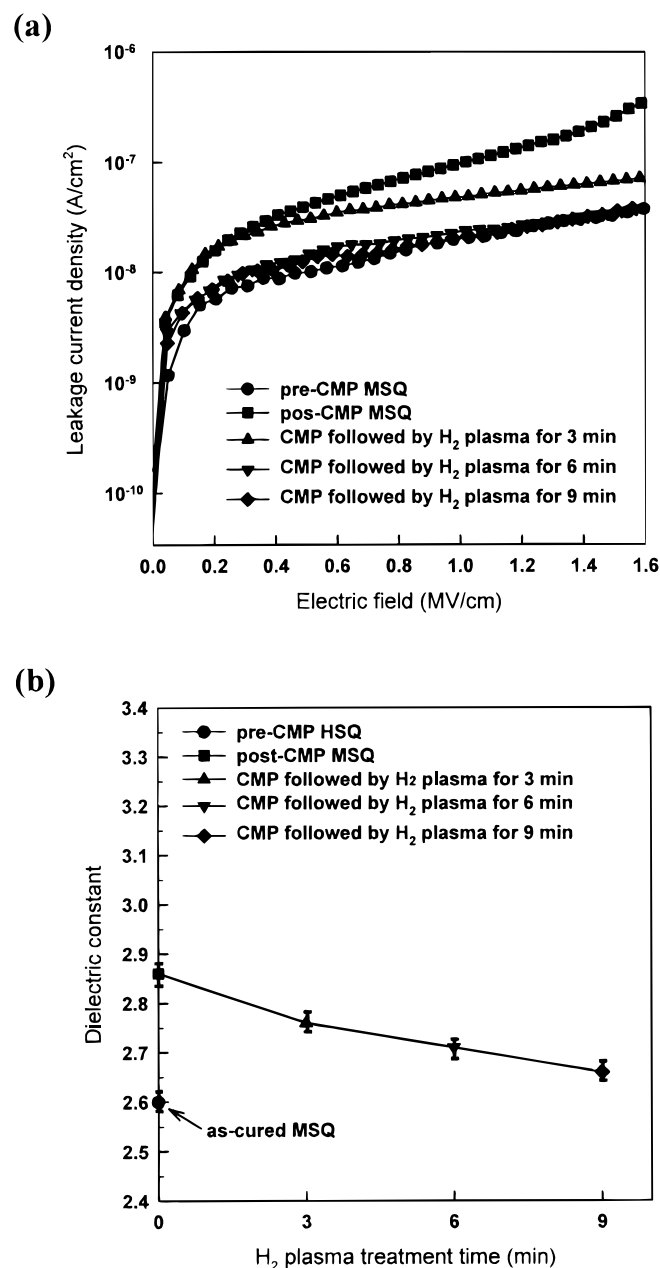 (a)
10^-6
10^-7
10^-8
10^-9
10^-10
Leakage current density (A/cm²)
pre-CMP MSQ
pos-CMP MSQ
CMP followed by H₂ plasma for 3 min
CMP followed by H₂ plasma for 6 min
CMP followed by H₂ plasma for 9 min
0.0 0.2 0.4 0.6 0.8 1.0 1.2 1.4 1.6
Electric field (MV/cm)
(b)
3.4
3.3
3.2
3.1
3.0
2.9
2.8
2.7
2.6
2.5
2.4
Dielectric constant
pre-CMP HSQ
post-CMP MSQ
CMP followed by H2 plasma for 3 min
CMP followed by H₂ plasma for 6 min
CMP followed by H₂ plasma for 9 min
as-cured MSQ
0 3 6 9
H₂ plasma treatment time (min)